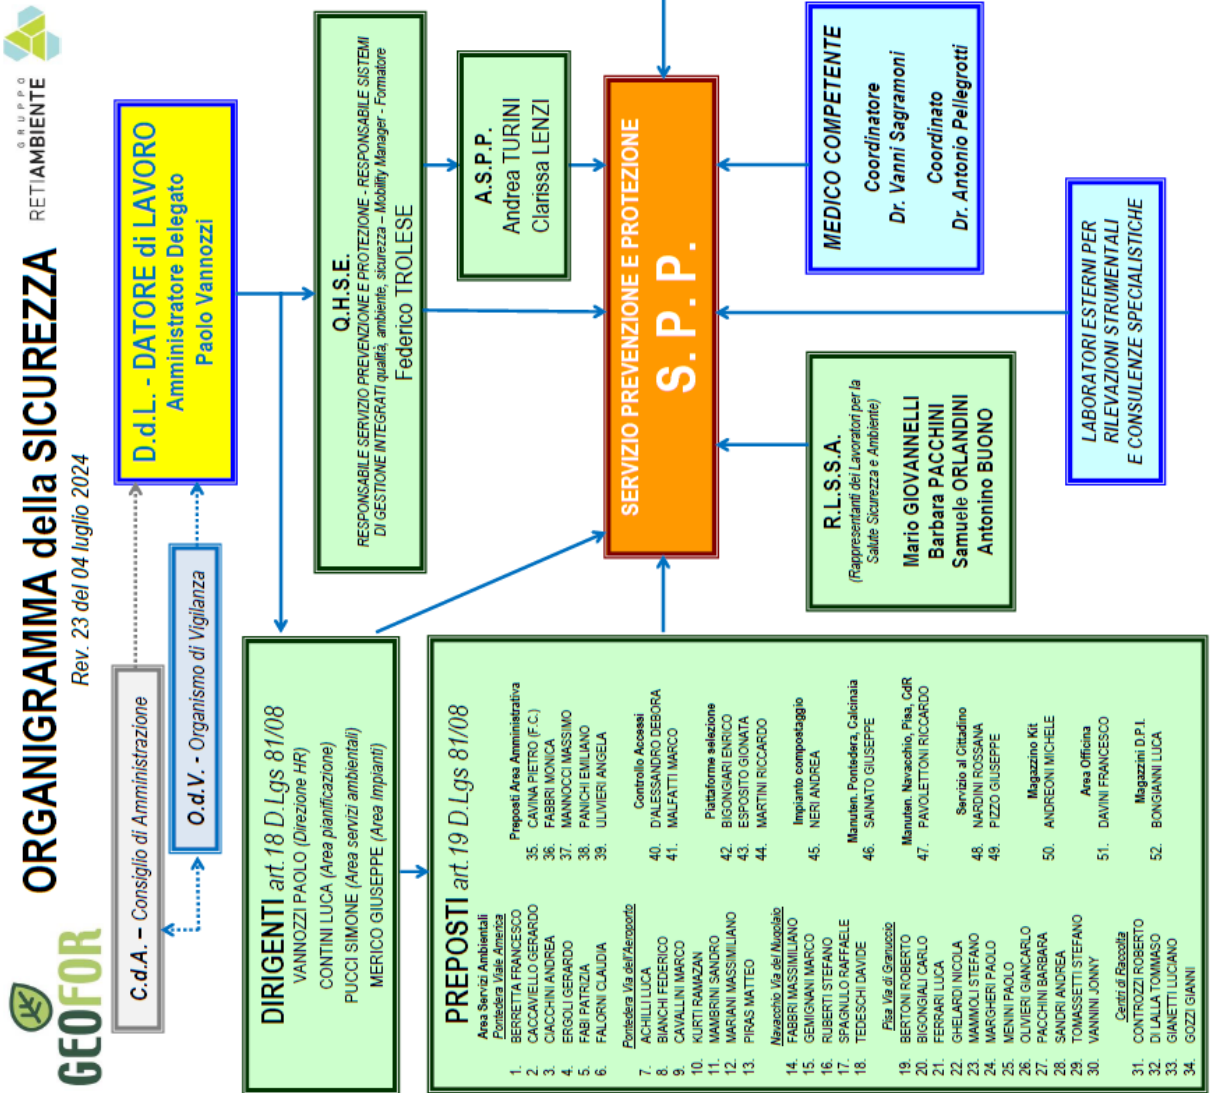 GEOFOR
ORGANIGRAMMA della SICUREZZA
Rev. 23 del 04 luglio 2024
GRUPPO
RETIAMBIENTE
C.d.A. – Consiglio di Amministrazione
O.d.V. - Organismo di Vigilanza
D.d.L. - DATORE di LAVORO
Amministratore Delegato
Paolo Vannozzi
DIRIGENTI art.18 D.Lgs 81/08
VANNOZZI PAOLO (Direzione HR)
CONTINI LUCA (Area pianificazione)
PUCCI SIMONE (Area servizi ambientali)
MERICO GIUSEPPE (Area Impianti)
Q.H.S.E.
RESPONSABILE SERVIZIO PREVENZIONE E PROTEZIONE - RESPONSABILE SISTEMI
DI GESTIONE INTEGRATI qualità, ambiente, sicurezza – Mobility Manager - Formatore
Federico TROLESE
A.S.P.P.
Andrea TURINI
Clarissa LENZI
PREPOSTI art.19 D.Lgs 81/08
Area Servizi Ambientali
Pontedera Viale America
1. BERRETTA FRANCESCO
2. CACCAVIELLO GERARDO
3. CIACCHINI ANDREA
4. ERGOLI GERARDO
5. FABI PATRIZIA
6. FALORNI CLAUDIA
Pontedera Via dell'Aeroporto
7. ACHILLI LUCA
8. BIANCHI FEDERICO
9. CAVALLINI MARCO
10. KURTI RAMAZAN
11. MAMBRINI SANDRO
12. MARIANI MASSIMILIANO
13. PIRAS MATTEO
Navacchio Via del Nugolaio
14. FABBRI MASSIMILIANO
15. GEMIGNANI MARCO
16. RUBERTI STEFANO
17. SPAGNULO RAFFAELE
18. TEDESCHI DAVIDE
Pisa Via di Granuccio
19. BERTONI ROBERTO
20. BIGONGIALI CARLO
21. FERRARI LUCA
22. GHELARDI NICOLA
23. MAMMOLI STEFANO
24. MARGHERI PAOLO
25. MENINI PAOLO
26. OLIVIERI GIANCARLO
27. PACCHINI BARBARA
28. SANDRI ANDREA
29. TOMASSETTI STEFANO
30. VANNINI JONNY
Centri di Raccolta
31. CONTROZZI ROBERTO
32. DI LALLA TOMMASO
33. GIANETTI LUCIANO
34. GOZZI GIANNI
Preposti Area Amministrativa
35. CAVINA PIETRO (F.C.)
36. FABBRI MONICA
37. MANNOCCI MASSIMO
38. PANICHI EMILIANO
39. ULIVIERI ANGELA
Controllo Accessi
40. D'ALESSANDRO DEBORA
41. MALFATTI MARCO
Piattaforme selezione
42. BIGONGIARI ENRICO
43. ESPOSITO GIONATA
44. MARTINI RICCARDO
Impianto compostaggio
45. NERI ANDREA
Manuten. Pontedera, Calcinaia
46. SAINATO GIUSEPPE
Manuten. Navacchio, Pisa, CdR
47. PAVOLETTONI RICCARDO
Servizio al Cittadino
48. NARDINI ROSSANA
49. PIZZO GIUSEPPE
Magazzino Kit
50. ANDREONI MICHELE
Area Officina
51. DAVINI FRANCESCO
Magazzini D.P.I.
52. BONGIANNI LUCA
SERVIZIO PREVENZIONE E PROTEZIONE
S. P. P.
R.L.S.S.A.
(Rappresentanti dei Lavoratori per la
Salute Sicurezza e Ambiente)
Mario GIOVANNELLI
Barbara PACCHINI
Samuele ORLANDINI
Antonino BUONO
MEDICO COMPETENTE
Coordinatore
Dr. Vanni Sagramoni
Coordinato
Dr. Antonio Pellegrotti
LABORATORI ESTERNI PER
RILEVAZIONI STRUMENTALI
E CONSULENZE SPECIALISTICHE